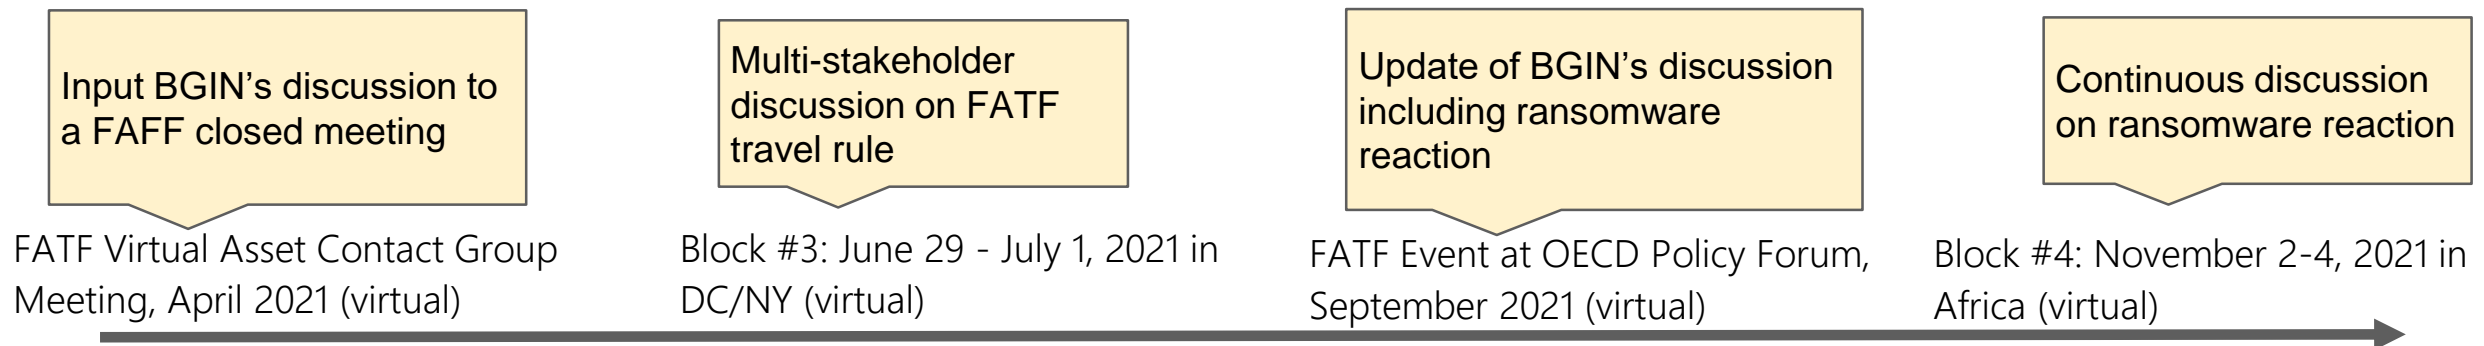 Input BGIN’s discussion to
a FAFF closed meeting
Multi-stakeholder
discussion on FATF
travel rule
Update of BGIN’s discussion
including ransomware
reaction
Continuous discussion
on ransomware reaction
FATF Virtual Asset Contact Group
Meeting, April 2021 (virtual)
Block #3: June 29 - July 1, 2021 in
DC/NY (virtual)
FATF Event at OECD Policy Forum,
September 2021 (virtual)
Block #4: November 2-4, 2021 in
Africa (virtual)